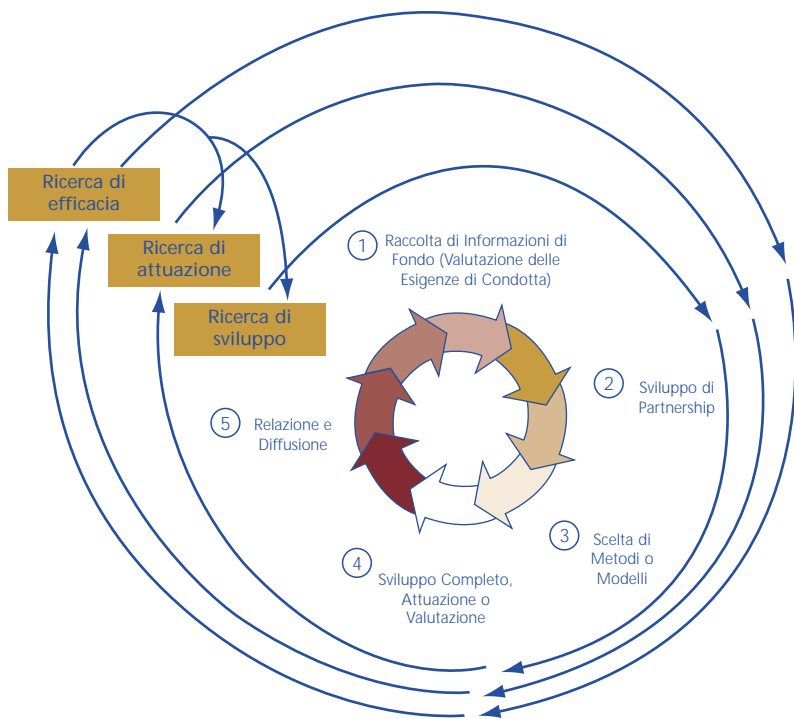 Ricerca di
efficacia
Ricerca di
attuazione
Ricerca di
sviluppo
1
Raccolta di Informazioni di
Fondo (Valutazione delle
Esigenze di Condotta)
2
Sviluppo di
Partnership
3
Scelta di
Metodi o
Modelli
4
Sviluppo Completo,
Attuazione o
Valutazione
5
Relazione e
Diffusione